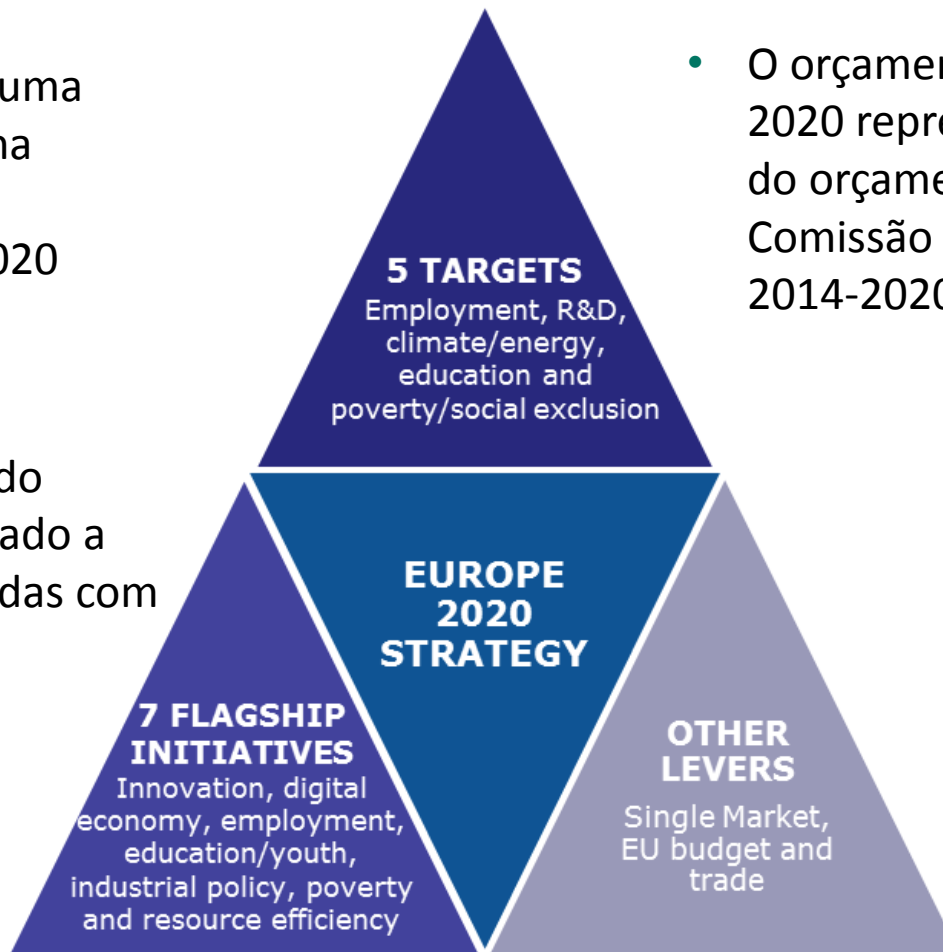 uma
na
020
do
ado a
das com
• O orçamen
2020 repre
do orçame
Comissão
2014-2020
5 TARGETS
Employment, R&D,
climate/energy,
education and
poverty/social exclusion
EUROPE
2020
STRATEGY
7 FLAGSHIP
INITIATIVES
Innovation, digital
economy, employment,
education/youth,
industrial policy, poverty
and resource efficiency
OTHER
LEVERS
Single Market,
EU budget and
trade